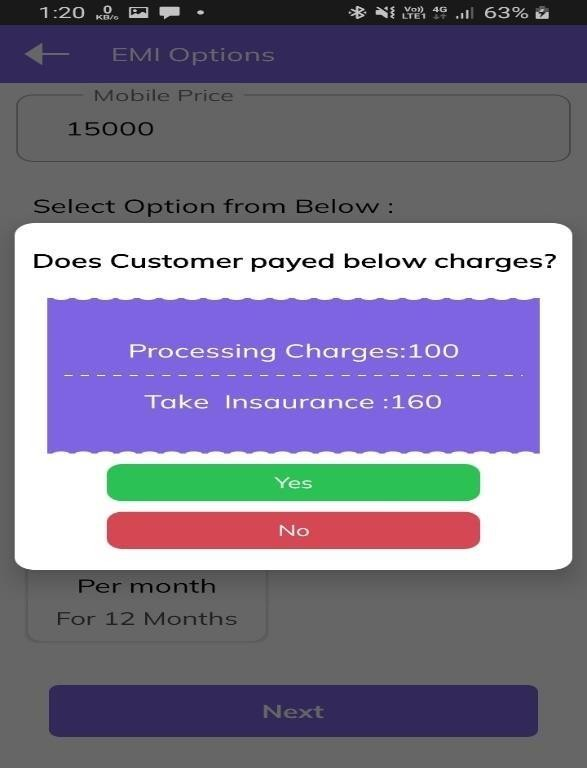 1:20 0 KB/s Vo)) LTE1 4G 63%
EMI Options
Mobile Price
15000
Select Option from Below :
Does Customer payed below charges?
Processing Charges:100
Take Insaurance :160
Yes
No
Per month
For 12 Months
Next